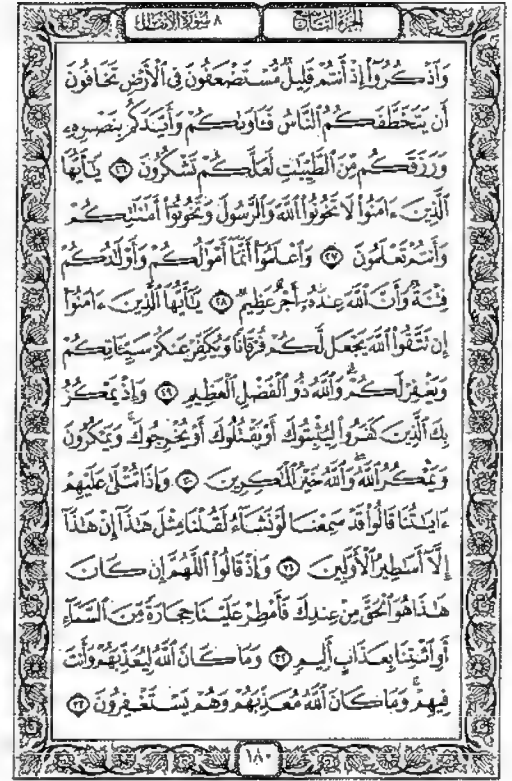 الجزء التاسع
٨ سورة الأنفال
وَٱذْكُرُوٓا۟ إِذْ أَنتُمْ قَلِيلٌ مُّسْتَضْعَفُونَ فِى ٱلْأَرْضِ تَخَافُونَ
أَن يَتَخَطَّفَكُمُ ٱلنَّاسُ فَـَٔاوَىٰكُمْ وَأَيَّدَكُم بِنَصْرِهِۦ
وَرَزَقَكُم مِّنَ ٱلطَّيِّبَـٰتِ لَعَلَّكُمْ تَشْكُرُونَ ٢٦ يَـٰٓأَيُّهَا
ٱلَّذِينَ ءَامَنُوا۟ لَا تَخُونُوا۟ ٱللَّهَ وَٱلرَّسُولَ وَتَخُونُوٓا۟ أَمَـٰنَـٰتِكُمْ
وَأَنتُمْ تَعْلَمُونَ ٢٧ وَٱعْلَمُوٓا۟ أَنَّمَآ أَمْوَٰلُكُمْ وَأَوْلَـٰدُكُمْ
فِتْنَةٌ وَأَنَّ ٱللَّهَ عِندَهُۥٓ أَجْرٌ عَظِيمٌ ٢٨ يَـٰٓأَيُّهَا ٱلَّذِينَ ءَامَنُوٓا۟
إِن تَتَّقُوا۟ ٱللَّهَ يَجْعَل لَّكُمْ فُرْقَانًا وَيُكَفِّرْ عَنكُمْ سَيِّـَٔاتِكُمْ
وَيَغْفِرْ لَكُمْ ۗ وَٱللَّهُ ذُو ٱلْفَضْلِ ٱلْعَظِيمِ ٢٩ وَإِذْ يَمْكُرُ
بِكَ ٱلَّذِينَ كَفَرُوا۟ لِيُثْبِتُوكَ أَوْ يَقْتُلُوكَ أَوْ يُخْرِجُوكَ ۚ وَيَمْكُرُونَ
وَيَمْكُرُ ٱللَّهُ ۖ وَٱللَّهُ خَيْرُ ٱلْمَـٰكِرِينَ ٣٠ وَإِذَا تُتْلَىٰ عَلَيْهِمْ
ءَايَـٰتُنَا قَالُوا۟ قَدْ سَمِعْنَا لَوْ نَشَآءُ لَقُلْنَا مِثْلَ هَـٰذَآ ۙ إِنْ هَـٰذَآ
إِلَّآ أَسَـٰطِيرُ ٱلْأَوَّلِينَ ٣١ وَإِذْ قَالُوا۟ ٱللَّهُمَّ إِن كَانَ
هَـٰذَا هُوَ ٱلْحَقَّ مِنْ عِندِكَ فَأَمْطِرْ عَلَيْنَا حِجَارَةً مِّنَ ٱلسَّمَآءِ
أَوِ ٱئْتِنَا بِعَذَابٍ أَلِيمٍ ٣٢ وَمَا كَانَ ٱللَّهُ لِيُعَذِّبَهُمْ وَأَنتَ
فِيهِمْ ۚ وَمَا كَانَ ٱللَّهُ مُعَذِّبَهُمْ وَهُمْ يَسْتَغْفِرُونَ ٣٣
١٨٠